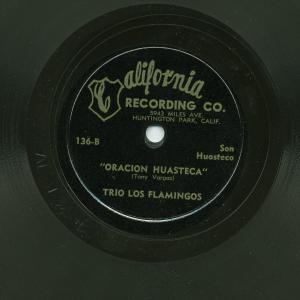 California
RECORDING CO.
5943 MILES AVE.
HUNTINGTON PARK, CALIF.
136-B
Son
Huasteco
"ORACION HUASTECA"
(Tony Vargas)
TRIO LOS FLAMINGOS